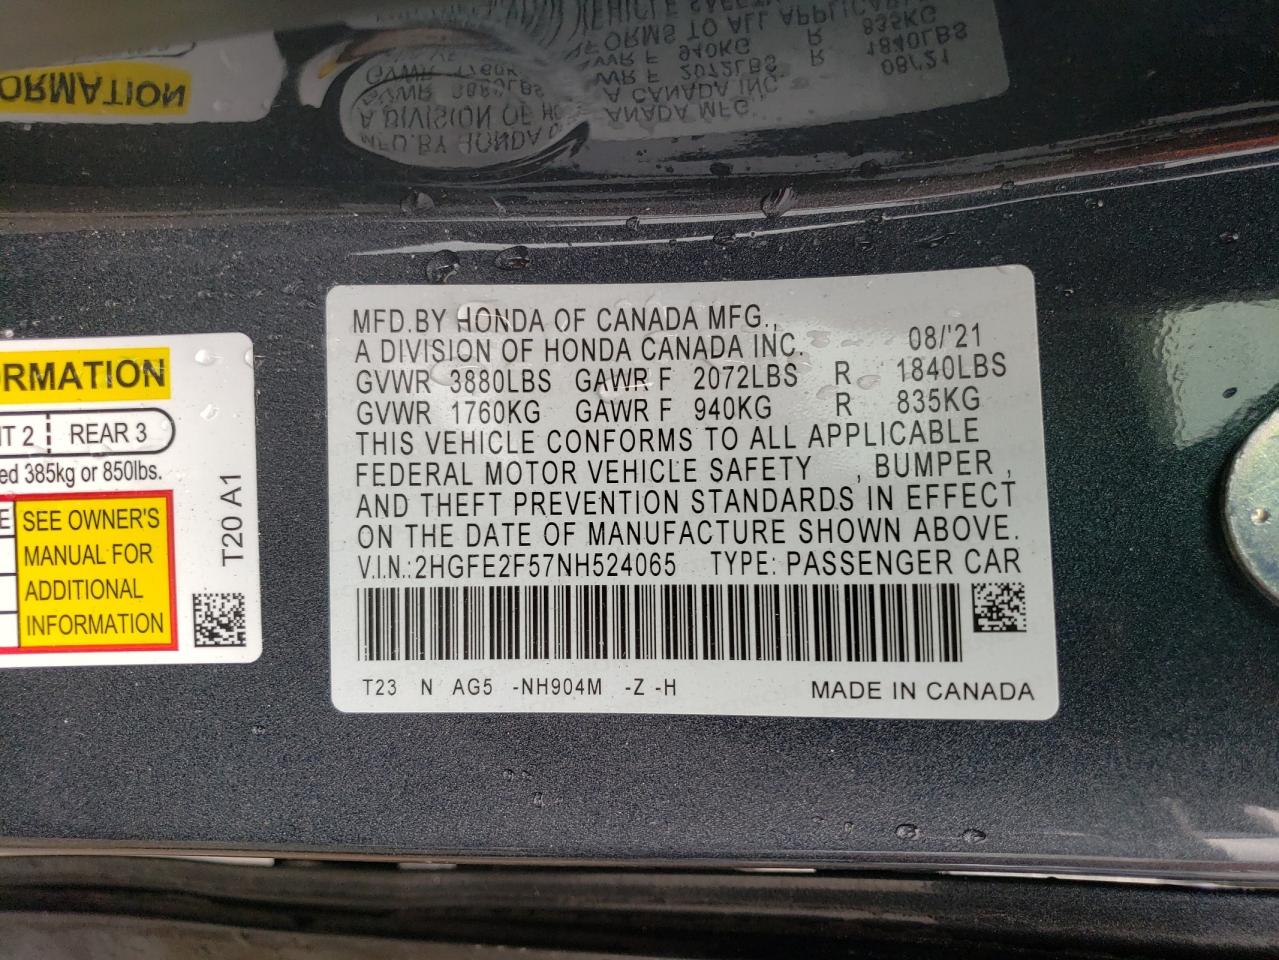 MFD.BY HONDA OF CANADA MFG., 08/'21
A DIVISION OF HONDA CANADA INC.
GVWR 3880LBS GAWR F 2072LBS R 1840LBS
GVWR 1760KG GAWR F 940KG R 835KG
THIS VEHICLE CONFORMS TO ALL APPLICABLE
FEDERAL MOTOR VEHICLE SAFETY , BUMPER ,
AND THEFT PREVENTION STANDARDS IN EFFECT
ON THE DATE OF MANUFACTURE SHOWN ABOVE.
V.I.N.:2HGFE2F57NH524065 TYPE: PASSENGER CAR
T23 N AG5 -NH904M -Z -H MADE IN CANADA
RMATION
T 2 REAR 3
ed 385kg or 850lbs.
E SEE OWNER'S
MANUAL FOR
ADDITIONAL
INFORMATION
T20 A1